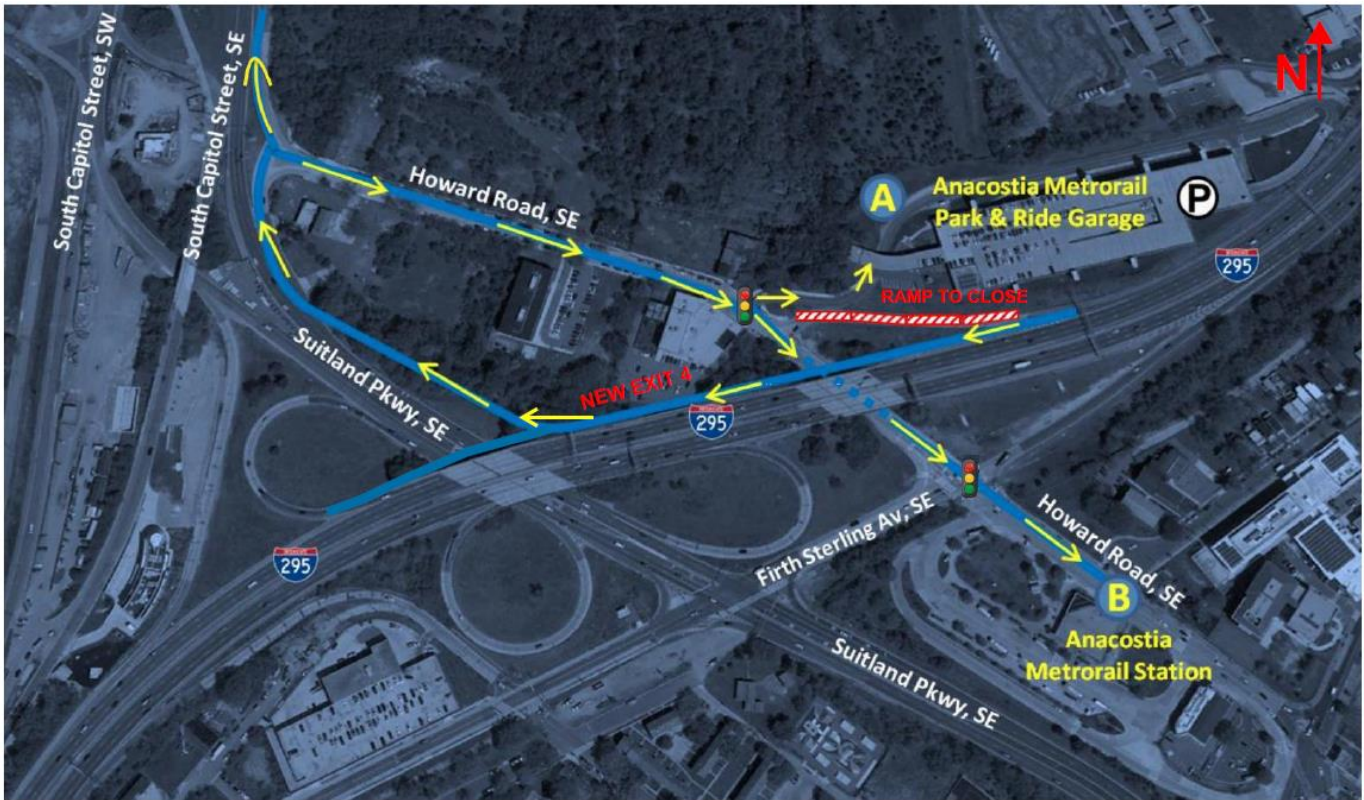 South Capitol Street, SW
South Capitol Street, SE
N
Howard Road, SE
A
Anacostia Metrorail
Park & Ride Garage
P
295
RAMP TO CLOSE
NEW EXIT 4
295
Suitland Pkwy, SE
Firth Sterling Av, SE
Howard Road, SE
295
B
Anacostia
Metrorail Station
Suitland Pkwy, SE